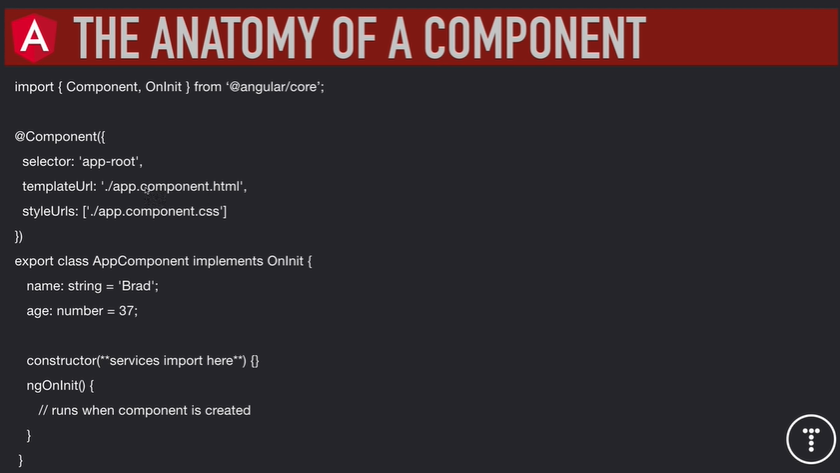 THE ANATOMY OF A COMPONENT
import { Component, OnInit } from ‘@angular/core’;
@Component({
selector: 'app-root',
templateUrl: './app.component.html',
styleUrls: ['./app.component.css']
})
export class AppComponent implements OnInit {
name: string = 'Brad';
age: number = 37;
constructor(**services import here**) {}
ngOnInit() {
// runs when component is created
}
}